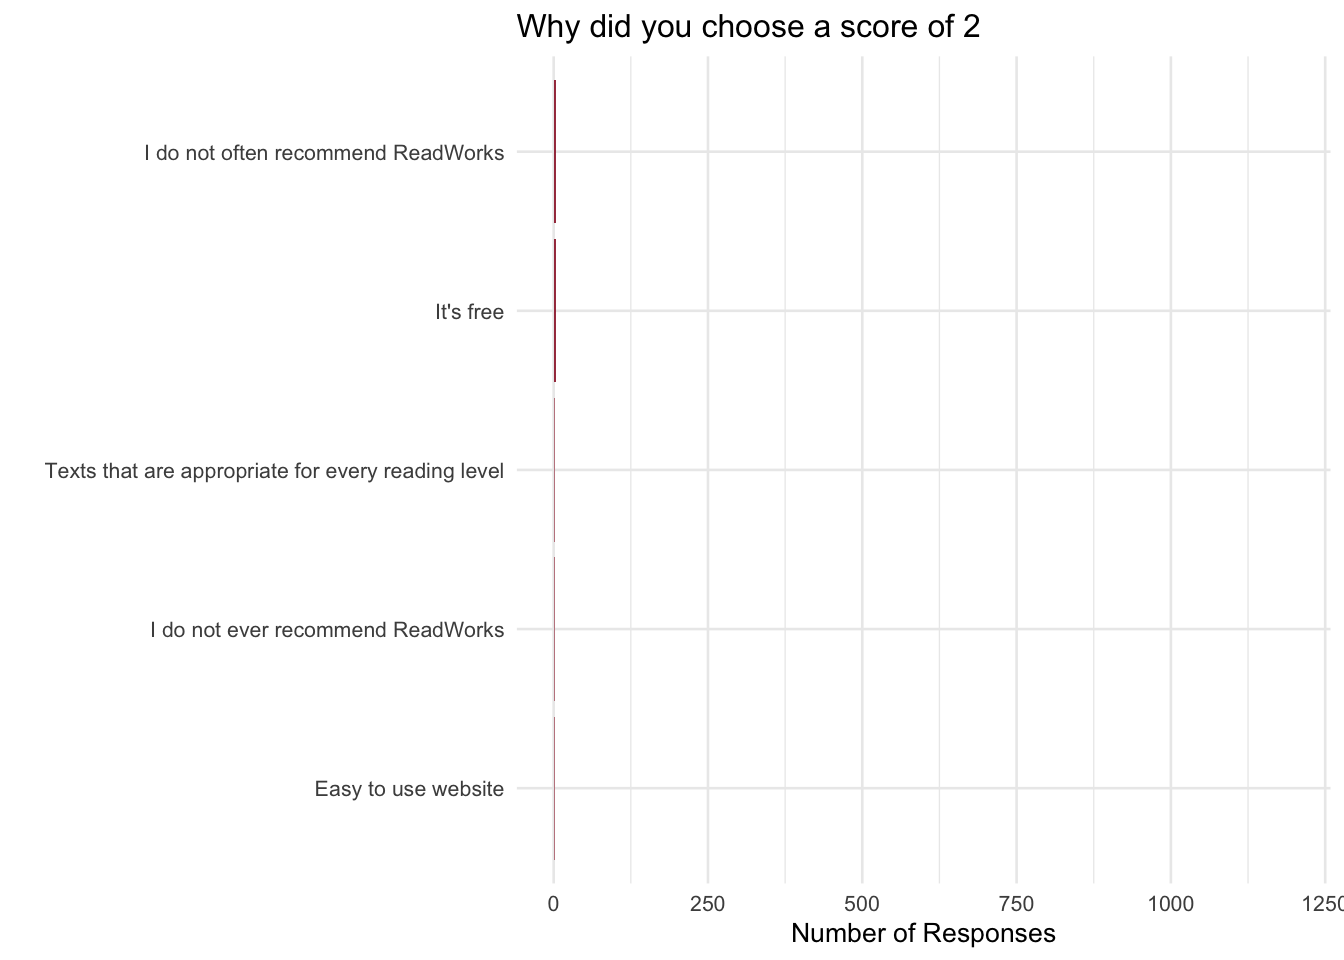 Why did you choose a score of 2
I do not often recommend ReadWorks
It's free
Texts that are appropriate for every reading level
I do not ever recommend ReadWorks
Easy to use website
0 250 500 750 1000 1250
Number of Responses